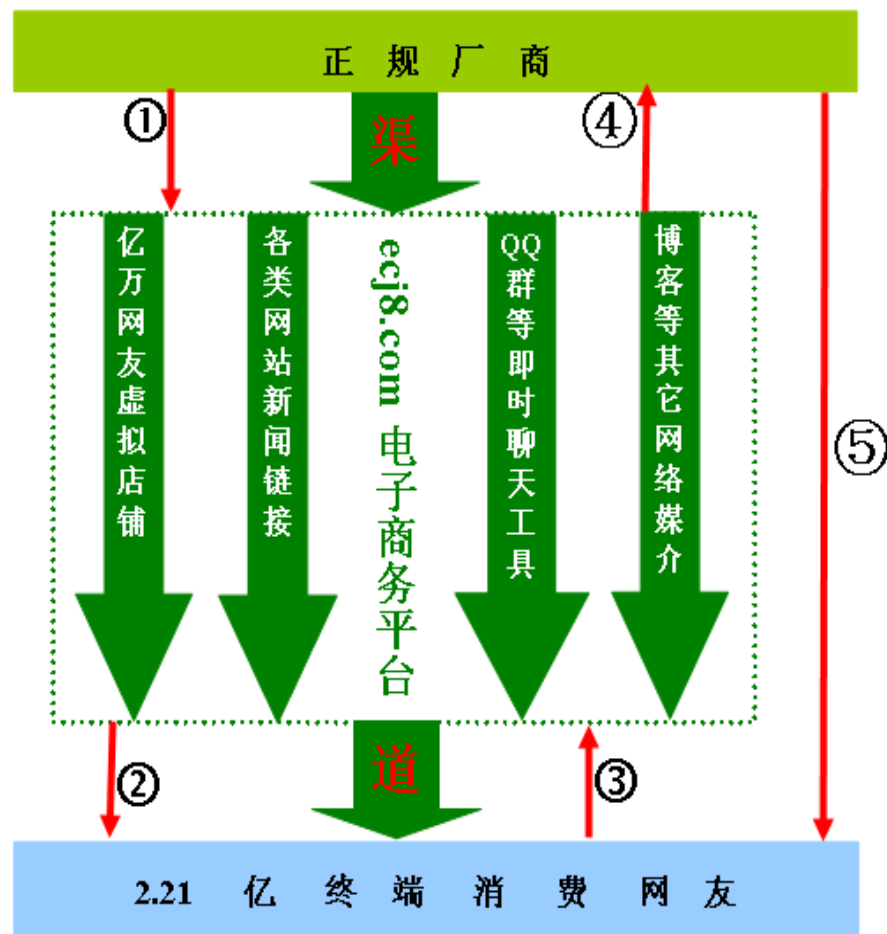 正规厂商
①
渠
④
亿万网友虚拟店铺
各类网站新闻链接
ecj8.com 电子商务平台
QQ群等即时聊天工具
博客等其它网络媒介
⑤
②
道
③
2.21 亿终端消费网友